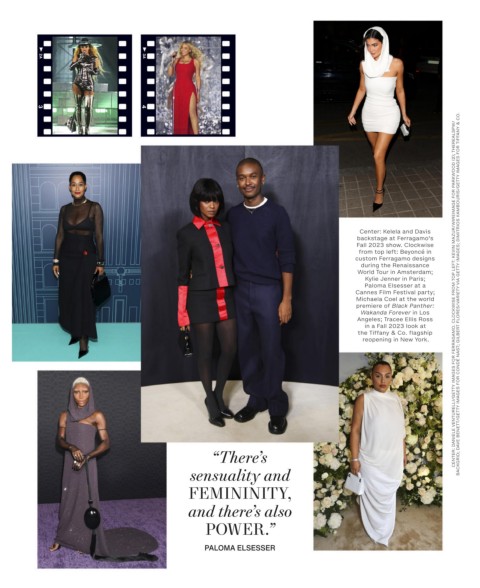 Center: Kelela and Davis
backstage at Ferragamo's
Fall 2023 show. Clockwise
from top left: Beyoncé in
custom Ferragamo designs
during the Renaissance
World Tour in Amsterdam;
Kylie Jenner in Paris;
Paloma Elsesser at a
Cannes Film Festival party;
Michaela Coel at the world
premiere of Black Panther:
Wakanda Forever in Los
Angeles; Tracee Ellis Ross
in a Fall 2023 look at
the Tiffany & Co. flagship
reopening in New York.
“There’s
sensuality and
FEMININITY,
and there’s also
POWER.”
PALOMA ELSESSER